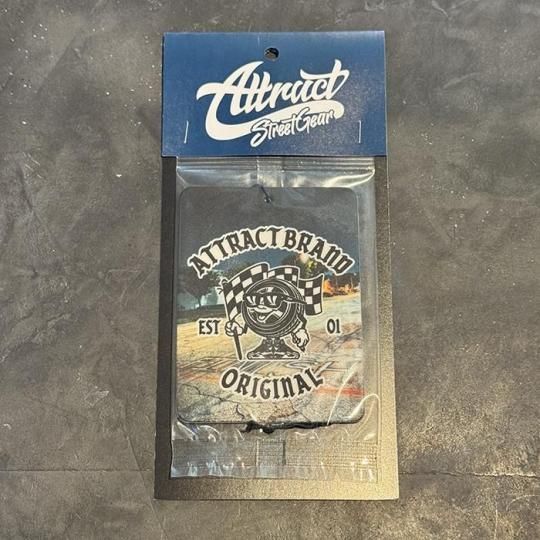 Attract
StreetGear
ATTRACT BRAND
EST 01
ORIGINAL